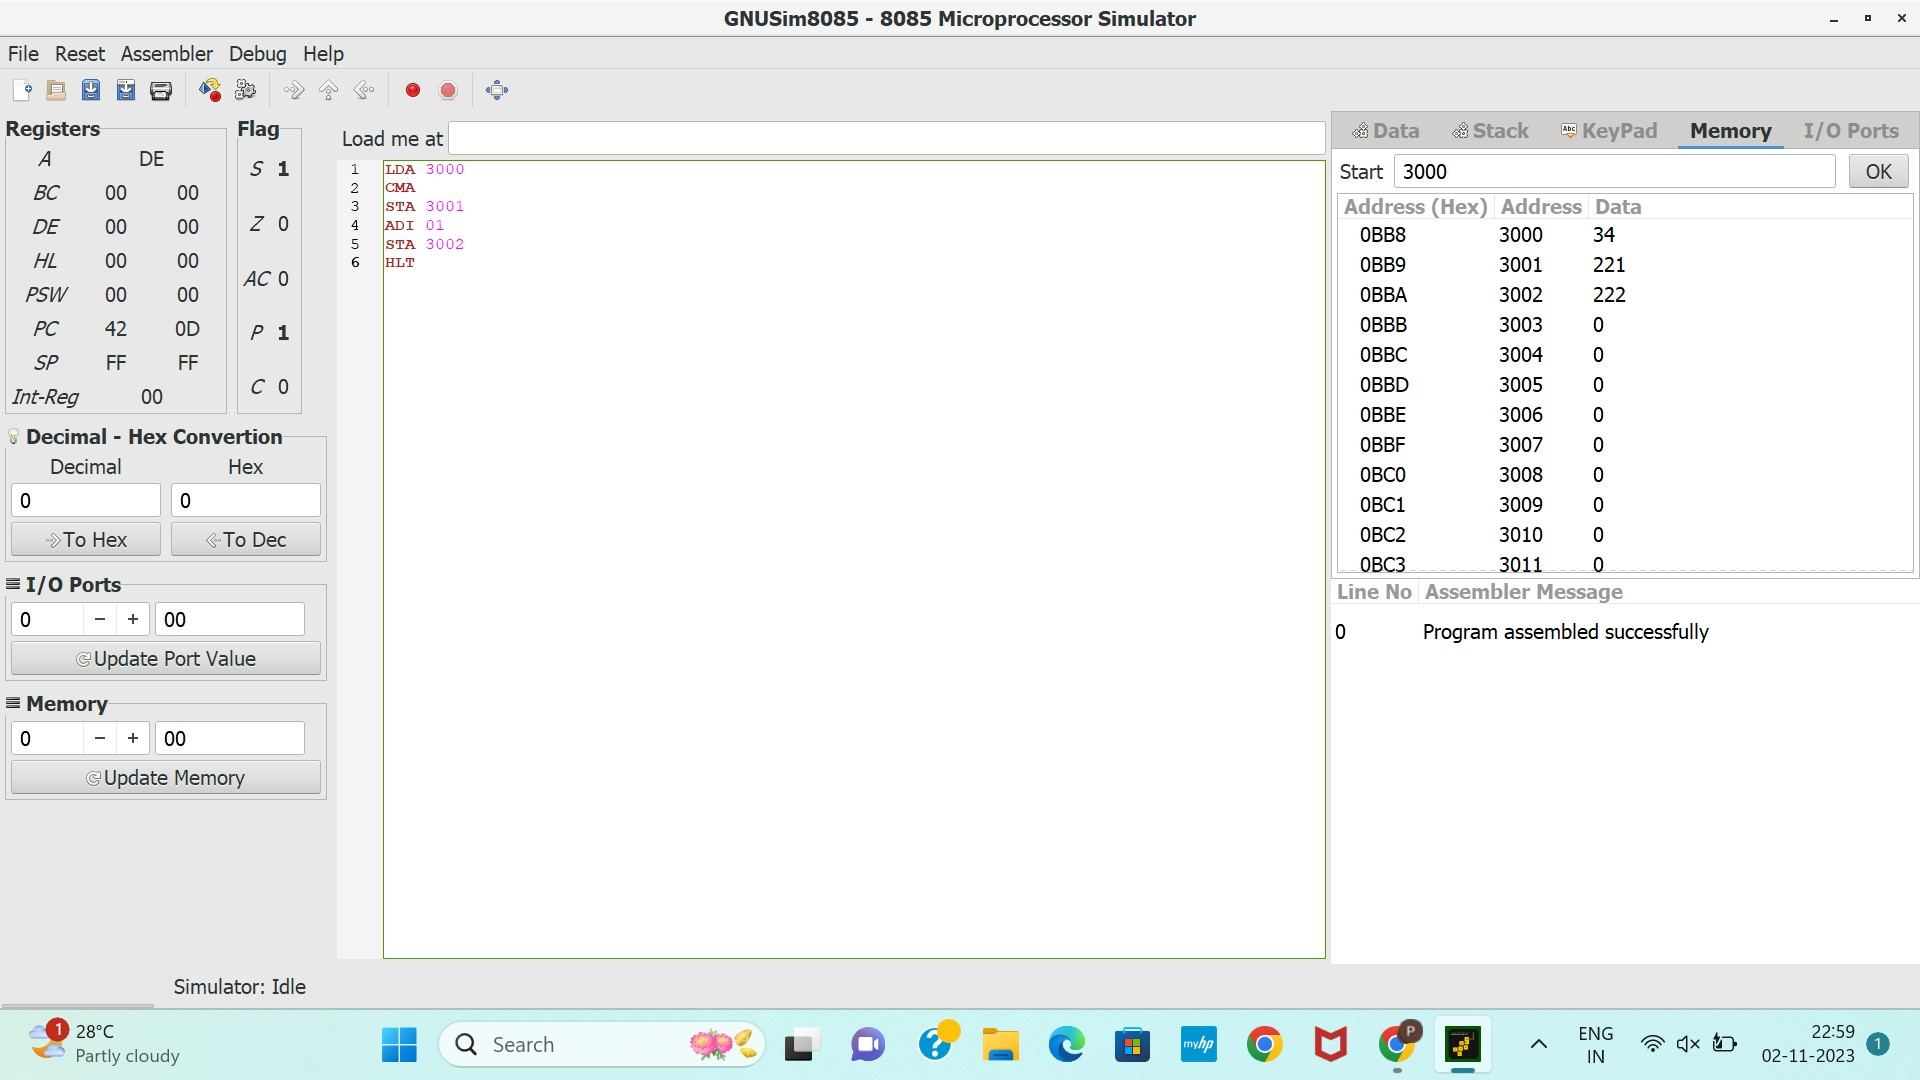 GNUSim8085 - 8085 Microprocessor Simulator
File Reset Assembler Debug Help
Registers
A DE
BC 00 00
DE 00 00
HL 00 00
PSW 00 00
PC 42 0D
SP FF FF
Int-Reg 00
Flag
S 1
Z 0
AC 0
P 1
C 0
Decimal - Hex Convertion
Decimal Hex
0 0
To Hex To Dec
I/O Ports
0 − + 00
Update Port Value
Memory
0 − + 00
Update Memory
Simulator: Idle
Load me at
1 LDA 3000
2 CMA
3 STA 3001
4 ADI 01
5 STA 3002
6 HLT
Data Stack Abc KeyPad Memory I/O Ports
Start 3000 OK
Address (Hex) Address Data
0BB8 3000 34
0BB9 3001 221
0BBA 3002 222
0BBB 3003 0
0BBC 3004 0
0BBD 3005 0
0BBE 3006 0
0BBF 3007 0
0BC0 3008 0
0BC1 3009 0
0BC2 3010 0
0BC3 3011 0
Line No Assembler Message
0 Program assembled successfully
1 28°C
Partly cloudy
Search
myhp
P
ENG
IN
22:59
02-11-2023
1